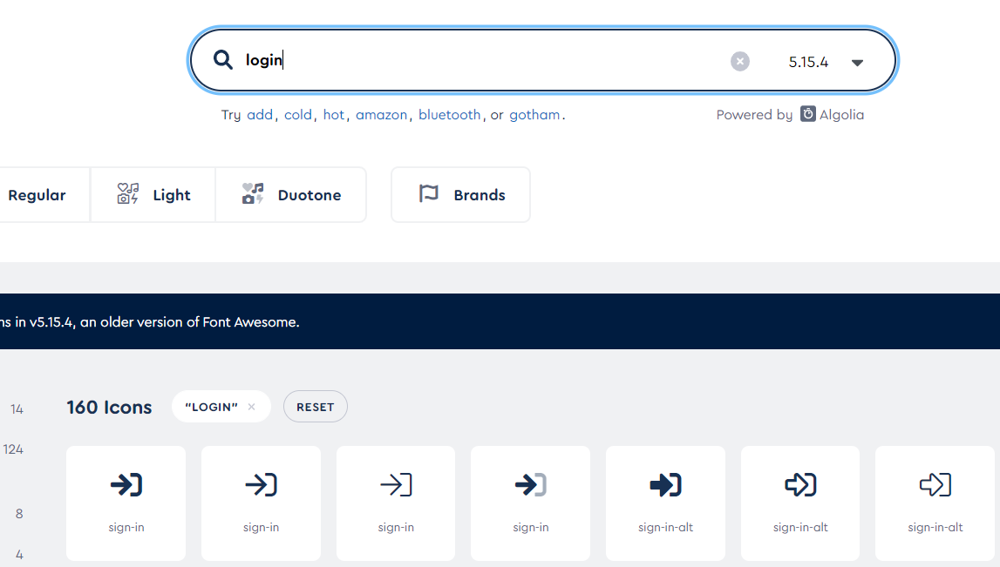 login
5.15.4
Try add, cold, hot, amazon, bluetooth, or gotham.
Powered by Algolia
Regular
Light
Duotone
Brands
in v5.15.4, an older version of Font Awesome.
14
160 Icons
"LOGIN" ×
RESET
124
8
4
sign-in
sign-in
sign-in
sign-in
sign-in-alt
sign-in-alt
sign-in-alt